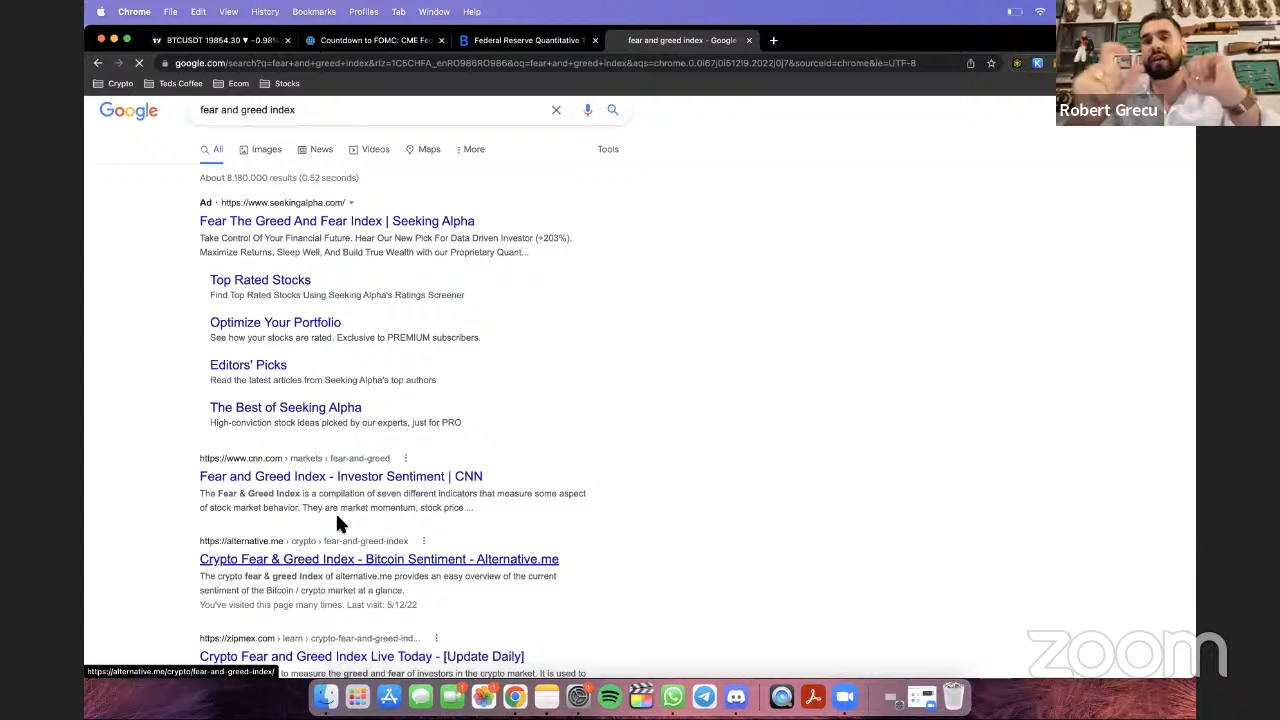 Chrome File Edit View History Bookmarks Profiles Tab Window Help
BTCUSDT 19854.30 ▼ −0.98%
Countdown to FOMC: CME Fe
Federal Reserve Quantitative T
fear and greed index - Google
google.com/search?q=fear+and+greed+index&rlz=1C5CHFA_enRO986RO986&oq=fear+and+greed+index&aqs=chrome.0.0i67j0i512l9.2022j0j7&sourceid=chrome&ie=UTF-8
Crypto Teds Coffee Ecom Stocks
Robert Grecu
Google fear and greed index
All Images News Videos Maps More Tools
About 8,180,000 results (0.52 seconds)
Ad · https://www.seekingalpha.com/
Fear The Greed And Fear Index | Seeking Alpha
Take Control Of Your Financial Future. Hear Our New Pick For Data Driven Investor (+203%).
Maximize Returns, Sleep Well, And Build True Wealth with our Proprietary Quant...
Top Rated Stocks
Find Top Rated Stocks Using Seeking Alpha's Ratings Screener
Optimize Your Portfolio
See how your stocks are rated. Exclusive to PREMIUM subscribers.
Editors' Picks
Read the latest articles from Seeking Alpha's top authors
The Best of Seeking Alpha
High-conviction stock ideas picked by our experts, just for PRO
https://www.cnn.com › markets › fear-and-greed
Fear and Greed Index - Investor Sentiment | CNN
The Fear & Greed Index is a compilation of seven different indicators that measure some aspect
of stock market behavior. They are market momentum, stock price ...
https://alternative.me › crypto › fear-and-greed-index
Crypto Fear & Greed Index - Bitcoin Sentiment - Alternative.me
The crypto fear & greed index of alternative.me provides an easy overview of the current
sentiment of the Bitcoin / crypto market at a glance.
You've visited this page many times. Last visit: 5/12/22
https://zipmex.com › learn › crypto-fear-and-greed-ind...
Crypto Fear and Greed Index Live Today - [Update Daily]
to measure the greed and fear of investors in the crypto market. It is used to
https://alternative.me/crypto/fear-and-greed-index/
zoom